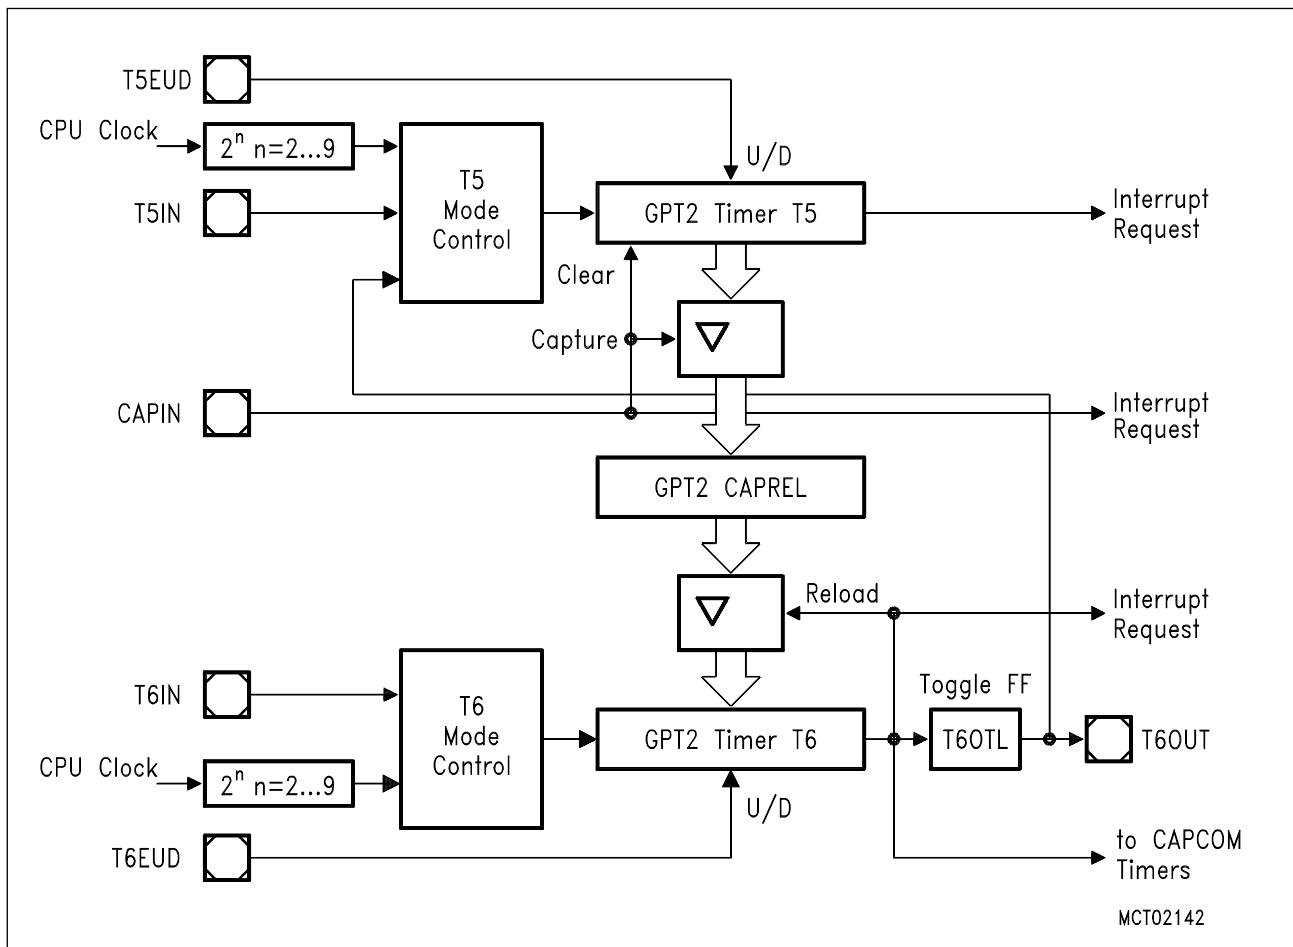 T5EUD
CPU Clock
2^n n=2...9
T5IN
T5
Mode
Control
U/D
GPT2 Timer T5
Interrupt
Request
Clear
Capture
CAPIN
Interrupt
Request
GPT2 CAPREL
Reload
Interrupt
Request
T6IN
T6
Mode
Control
Toggle FF
GPT2 Timer T6
T6OTL
T6OUT
CPU Clock
2^n n=2...9
U/D
T6EUD
to CAPCOM
Timers
MCT02142